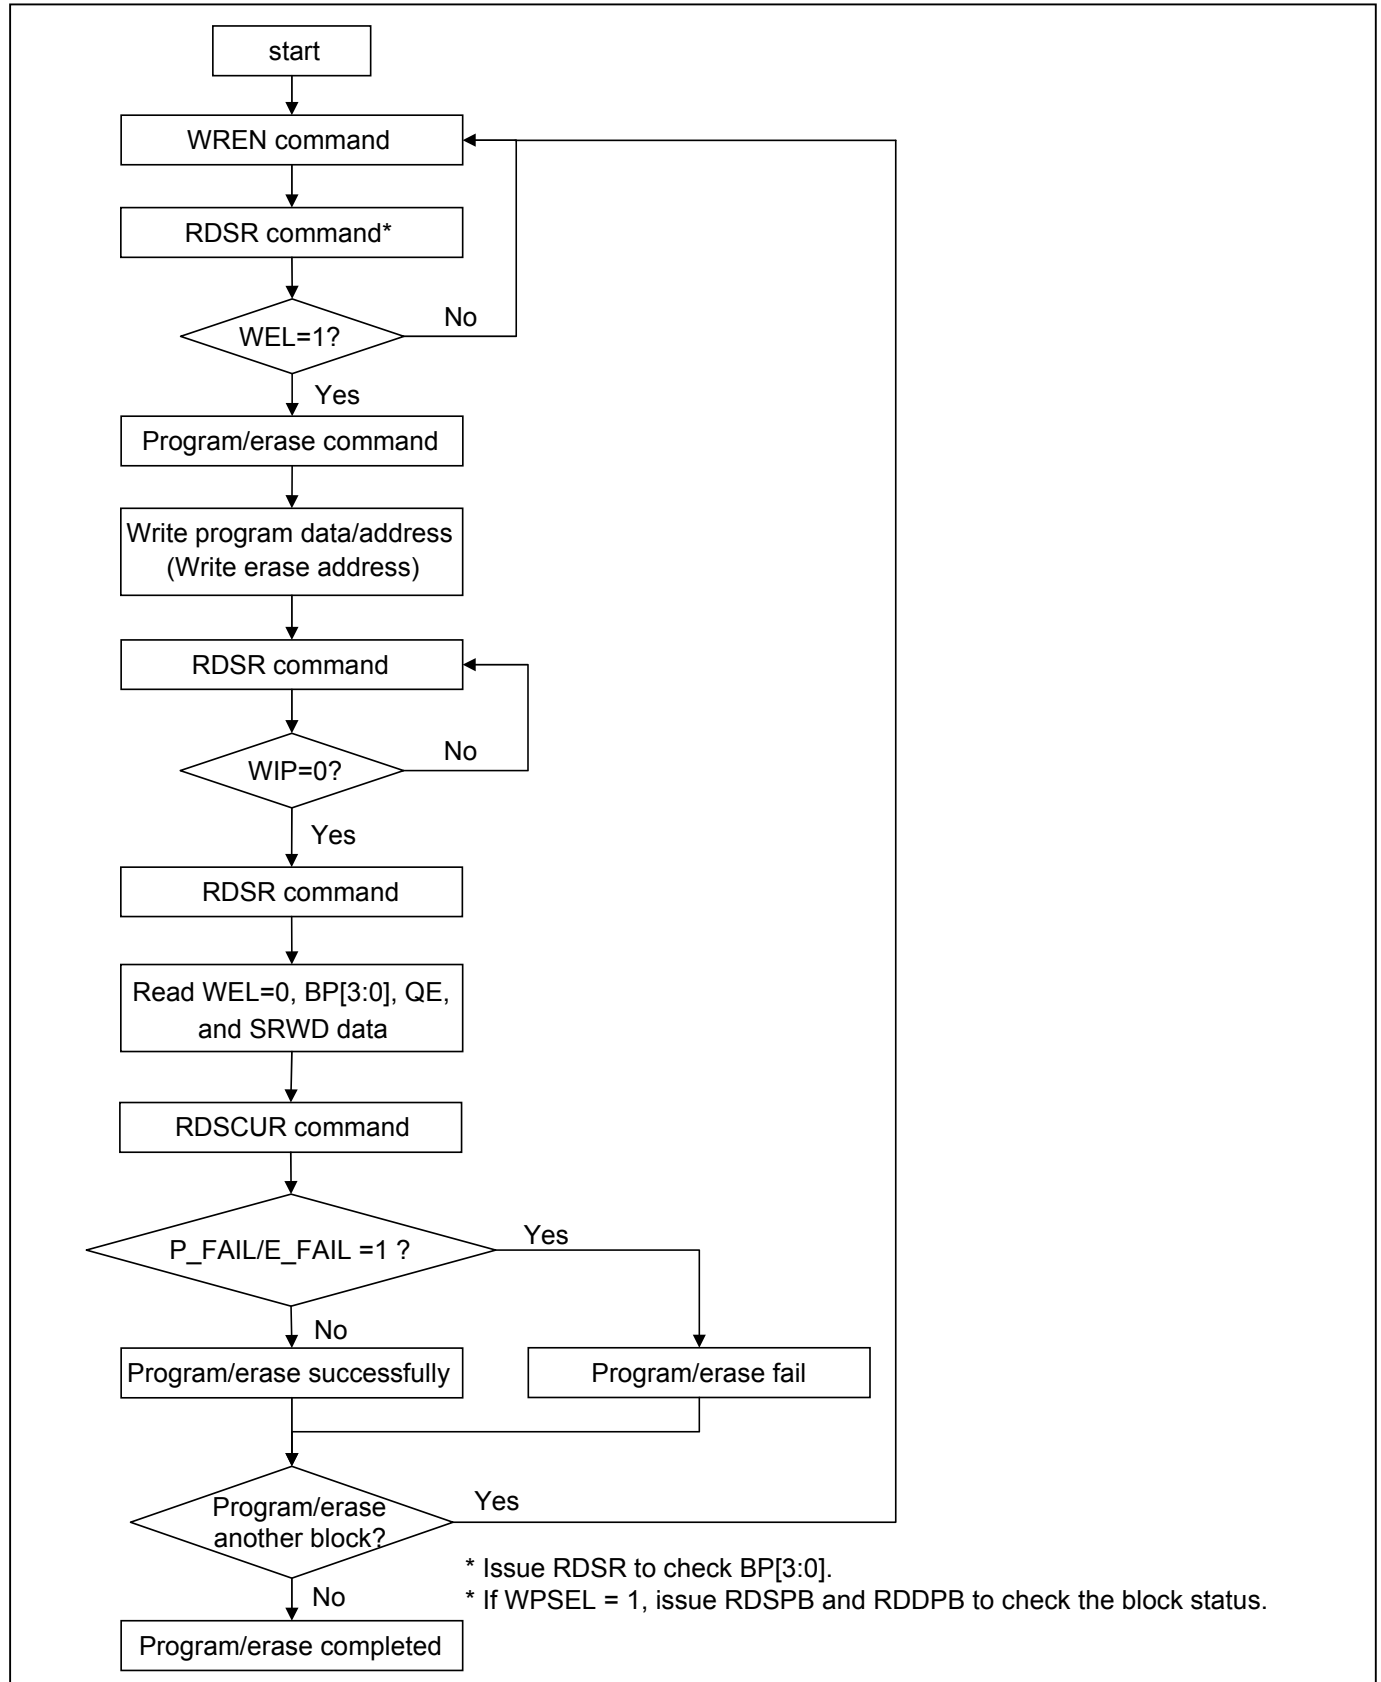 start
WREN command
RDSR command*
WEL=1?
No
Yes
Program/erase command
Write program data/address
(Write erase address)
RDSR command
WIP=0?
No
Yes
RDSR command
Read WEL=0, BP[3:0], QE,
and SRWD data
RDSCUR command
P_FAIL/E_FAIL =1 ?
Yes
No
Program/erase successfully
Program/erase fail
Program/erase
another block?
Yes
* Issue RDSR to check BP[3:0].
* If WPSEL = 1, issue RDSPB and RDDPB to check the block status.
No
Program/erase completed